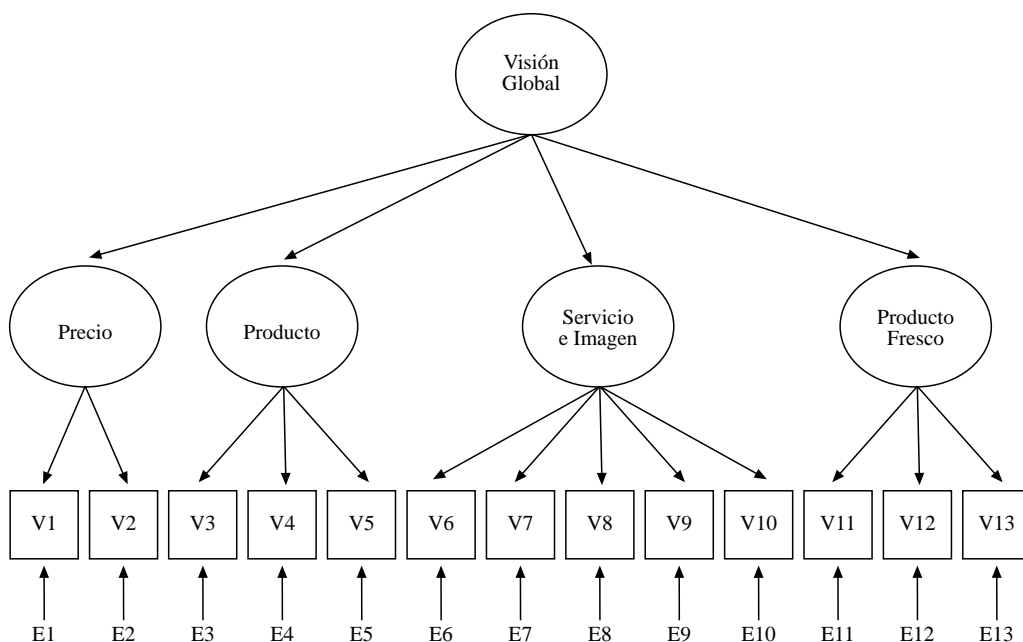 Visión
Global
Precio
Producto
Servicio
e Imagen
Producto
Fresco
V1 V2 V3 V4 V5 V6 V7 V8 V9 V10 V11 V12 V13
E1 E2 E3 E4 E5 E6 E7 E8 E9 E10 E11 E12 E13